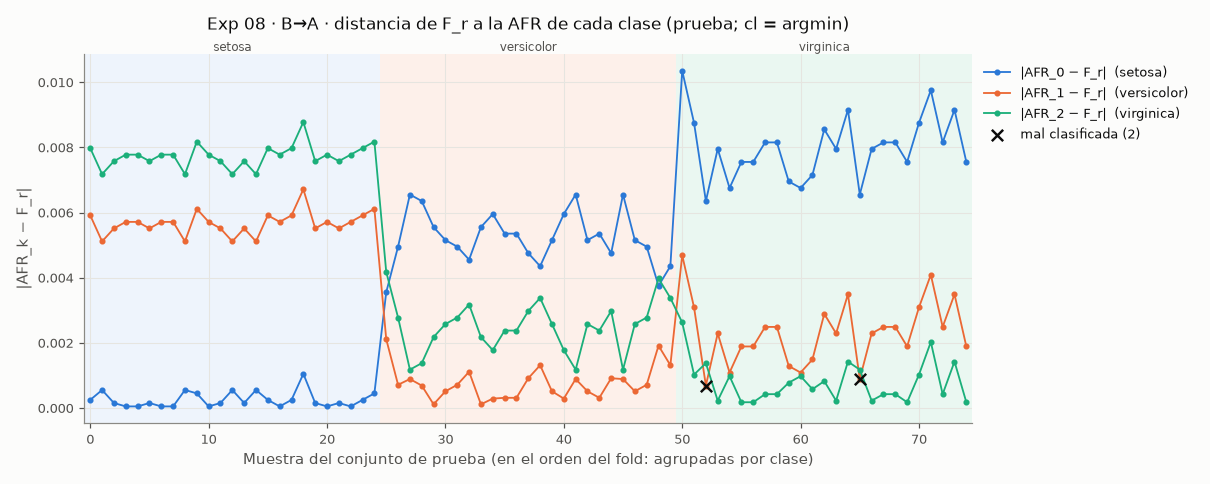 Exp 08 · B→A · distancia de F_r a la AFR de cada clase (prueba; cl = argmin)
setosa versicolor virginica
0.010
0.008
0.006
0.004
0.002
0.000
|AFR_k − F_r|
0 10 20 30 40 50 60 70
Muestra del conjunto de prueba (en el orden del fold: agrupadas por clase)
|AFR_0 − F_r| (setosa)
|AFR_1 − F_r| (versicolor)
|AFR_2 − F_r| (virginica)
mal clasificada (2)